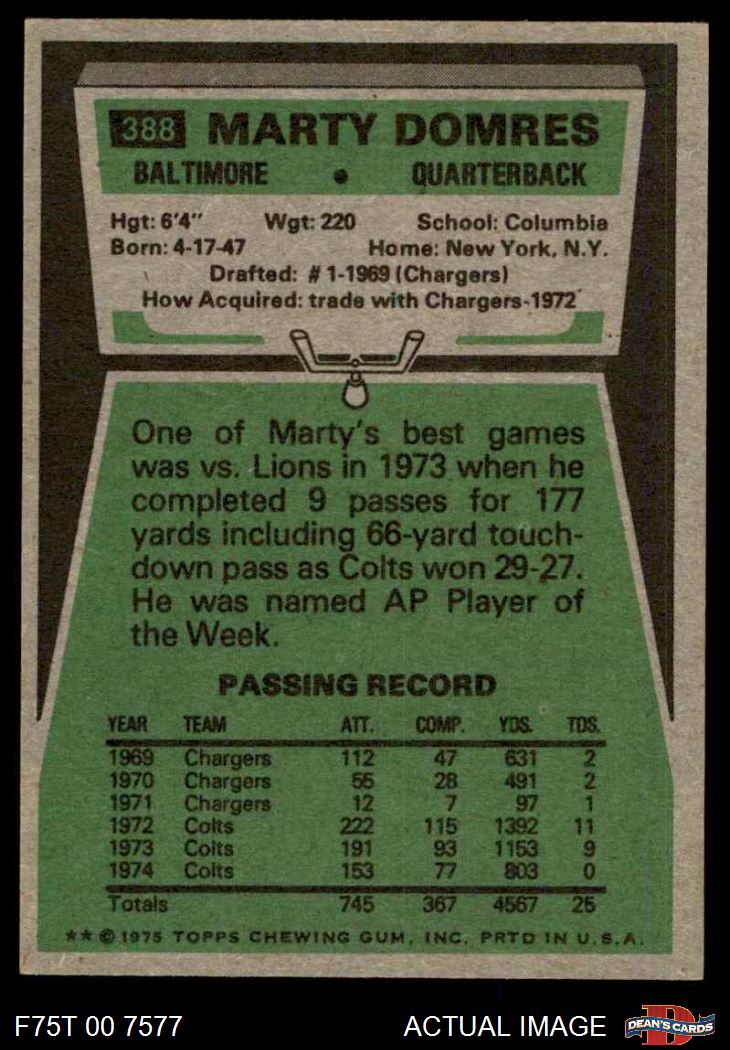 388 MARTY DOMRES
BALTIMORE • QUARTERBACK
Hgt: 6'4" Wgt: 220 School: Columbia
Born: 4-17-47 Home: New York, N.Y.
Drafted: #1-1969 (Chargers)
How Acquired: trade with Chargers-1972
One of Marty's best games
was vs. Lions in 1973 when he
completed 9 passes for 177
yards including 66-yard touch-
down pass as Colts won 29-27.
He was named AP Player of
the Week.
PASSING RECORD
YEAR TEAM ATT. COMP. YDS. TDS.
1969 Chargers 112 47 631 2
1970 Chargers 55 28 491 2
1971 Chargers 12 7 97 1
1972 Colts 222 115 1392 11
1973 Colts 191 93 1153 9
1974 Colts 153 77 803 0
Totals 745 367 4567 25
** © 1975 TOPPS CHEWING GUM, INC. PRTD IN U.S.A.
F75T 00 7577 ACTUAL IMAGE D DEAN'S CARDS